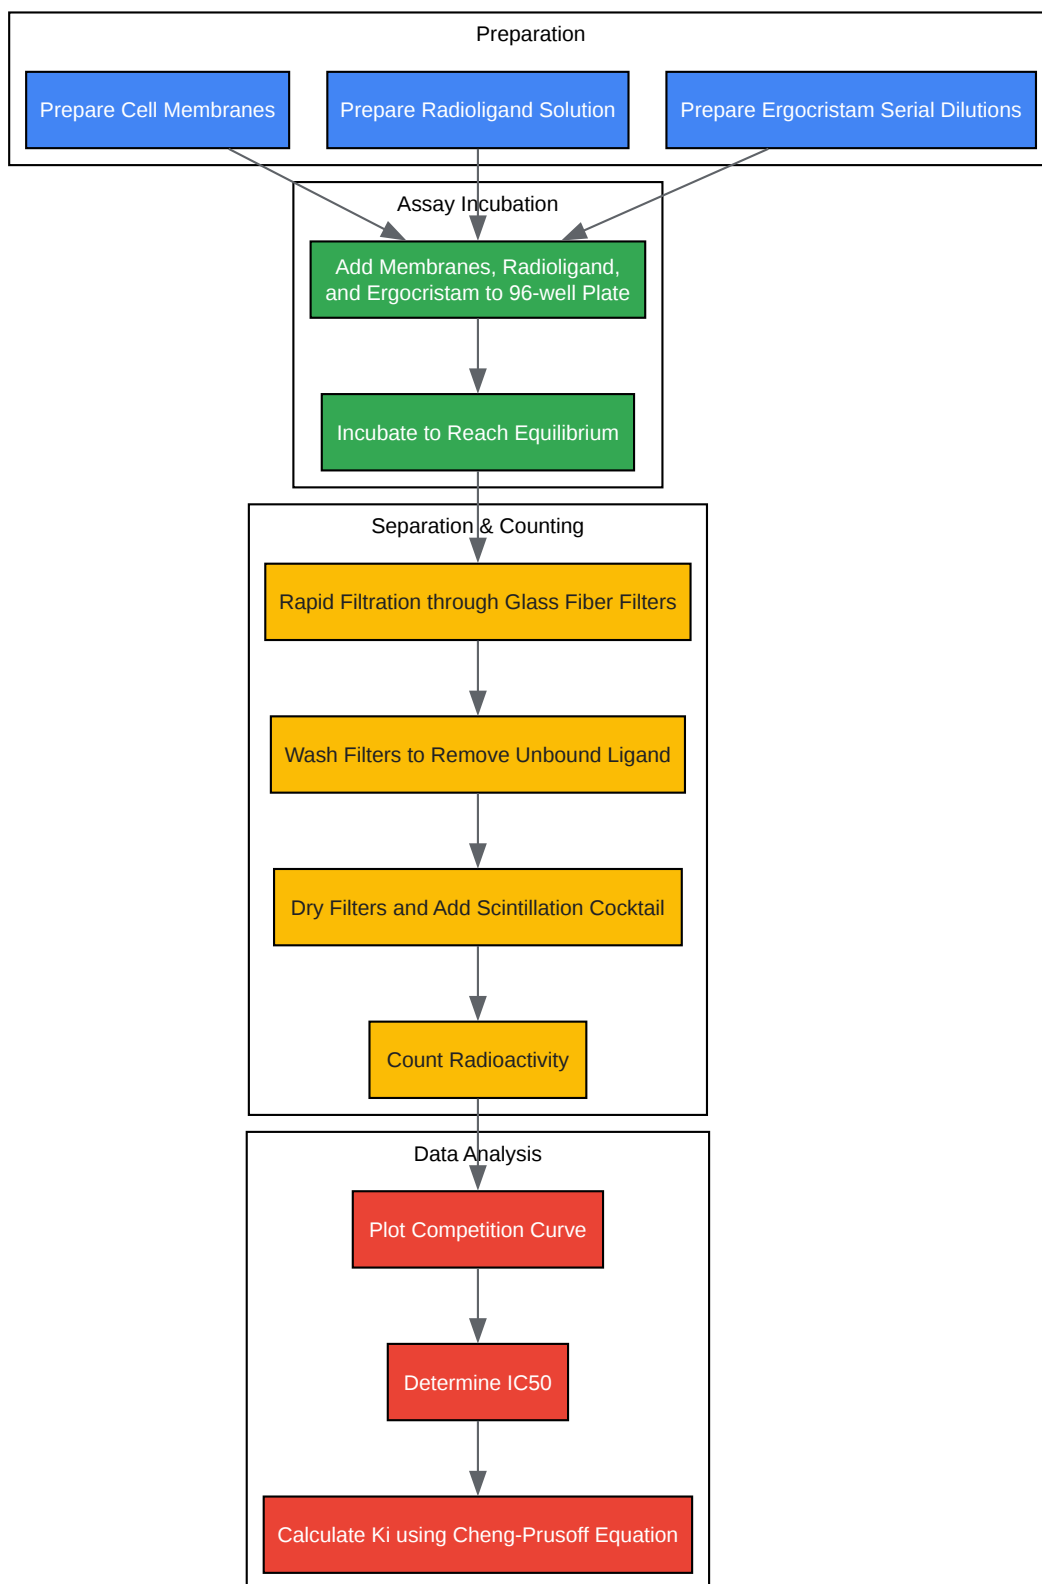 Preparation
Prepare Cell Membranes
Prepare Radioligand Solution
Prepare Ergocristam Serial Dilutions
Assay Incubation
Add Membranes, Radioligand,
and Ergocristam to 96-well Plate
Incubate to Reach Equilibrium
Separation & Counting
Rapid Filtration through Glass Fiber Filters
Wash Filters to Remove Unbound Ligand
Dry Filters and Add Scintillation Cocktail
Count Radioactivity
Data Analysis
Plot Competition Curve
Determine IC50
Calculate Ki using Cheng-Prusoff Equation